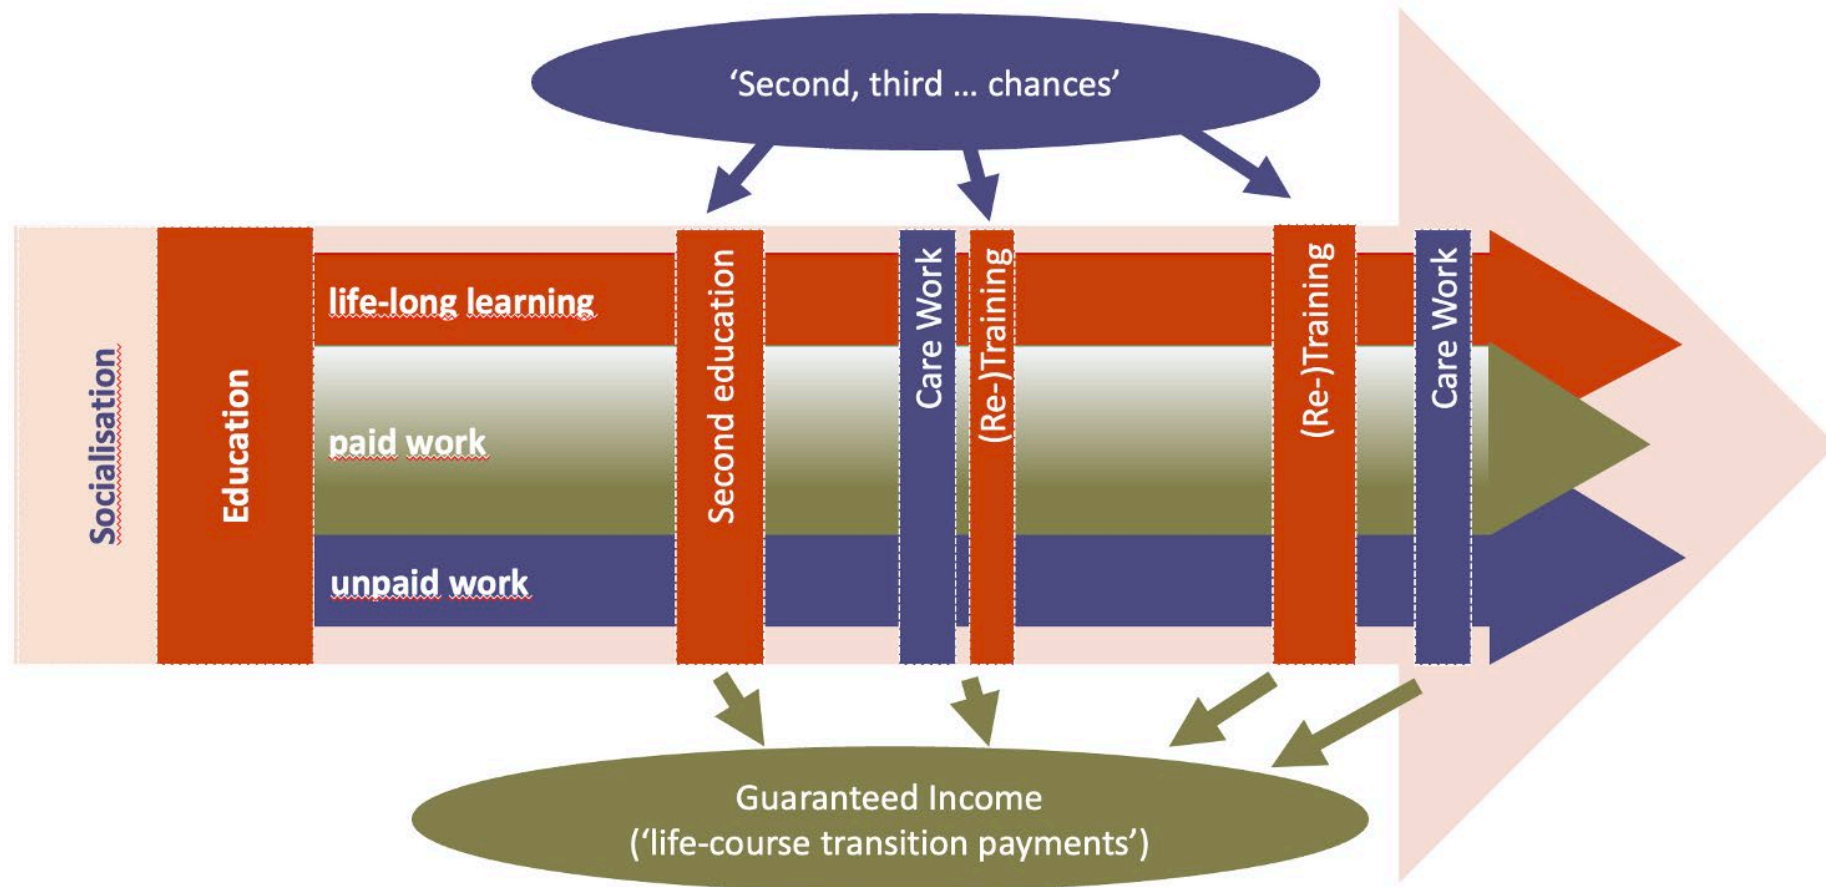 ‘Second, third ... chances’
Socialisation
Education
life-long learning
paid work
unpaid work
Second education
Care Work
(Re-)Training
(Re-)Training
Care Work
Guaranteed Income
(‘life-course transition payments’)